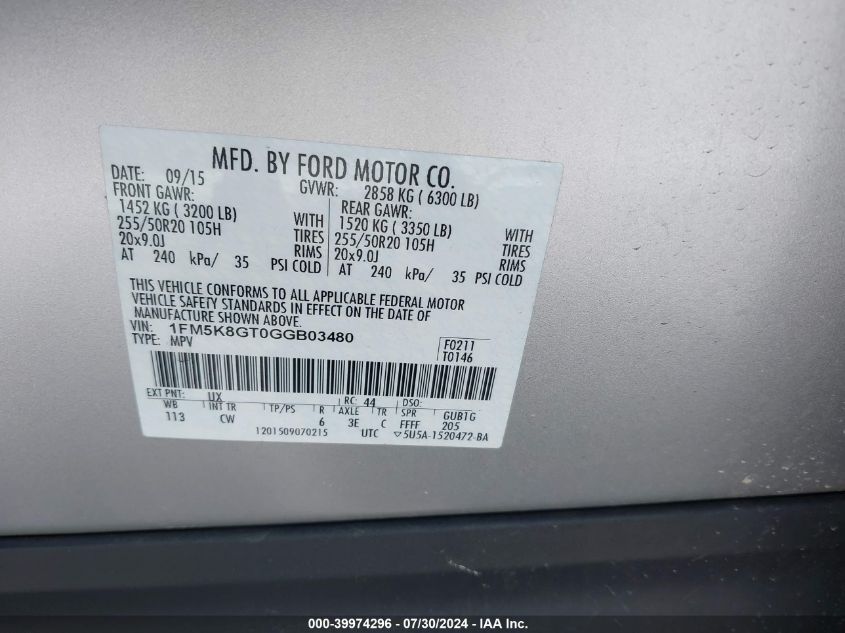 MFD. BY FORD MOTOR CO.
DATE: 09/15 GVWR: 2858 KG ( 6300 LB)
FRONT GAWR: REAR GAWR:
1452 KG ( 3200 LB) WITH 1520 KG ( 3350 LB) WITH
255/50R20 105H TIRES 255/50R20 105H TIRES
20x9.0J RIMS 20x9.0J RIMS
AT 240 kPa/ 35 PSI COLD AT 240 kPa/ 35 PSI COLD
THIS VEHICLE CONFORMS TO ALL APPLICABLE FEDERAL MOTOR
VEHICLE SAFETY STANDARDS IN EFFECT ON THE DATE OF
MANUFACTURE SHOWN ABOVE.
VIN: 1FM5K8GT0GGB03480
TYPE: MPV
F0211
T0146
EXT PNT: UX RC: 44 DSO:
WB INT TR TP/PS R AXLE TR SPR GUB1G
113 CW 6 3E C FFFF 205
1201509070215 UTC ▽5U5A-1520472-BA
000-39974296 - 07/30/2024 - IAA Inc.